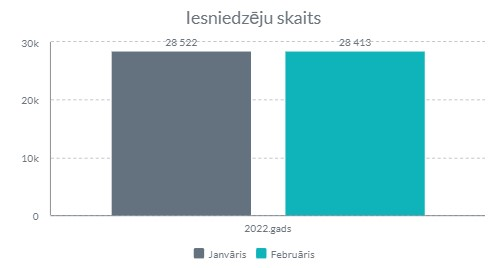 Iesniedzēju skaits
30k
28 522
28 413
20k
10k
0
2022.gads
Janvāris
Februāris